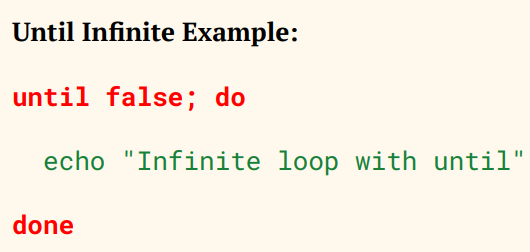 Until Infinite Example:
until false; do
echo "Infinite loop with until"
done